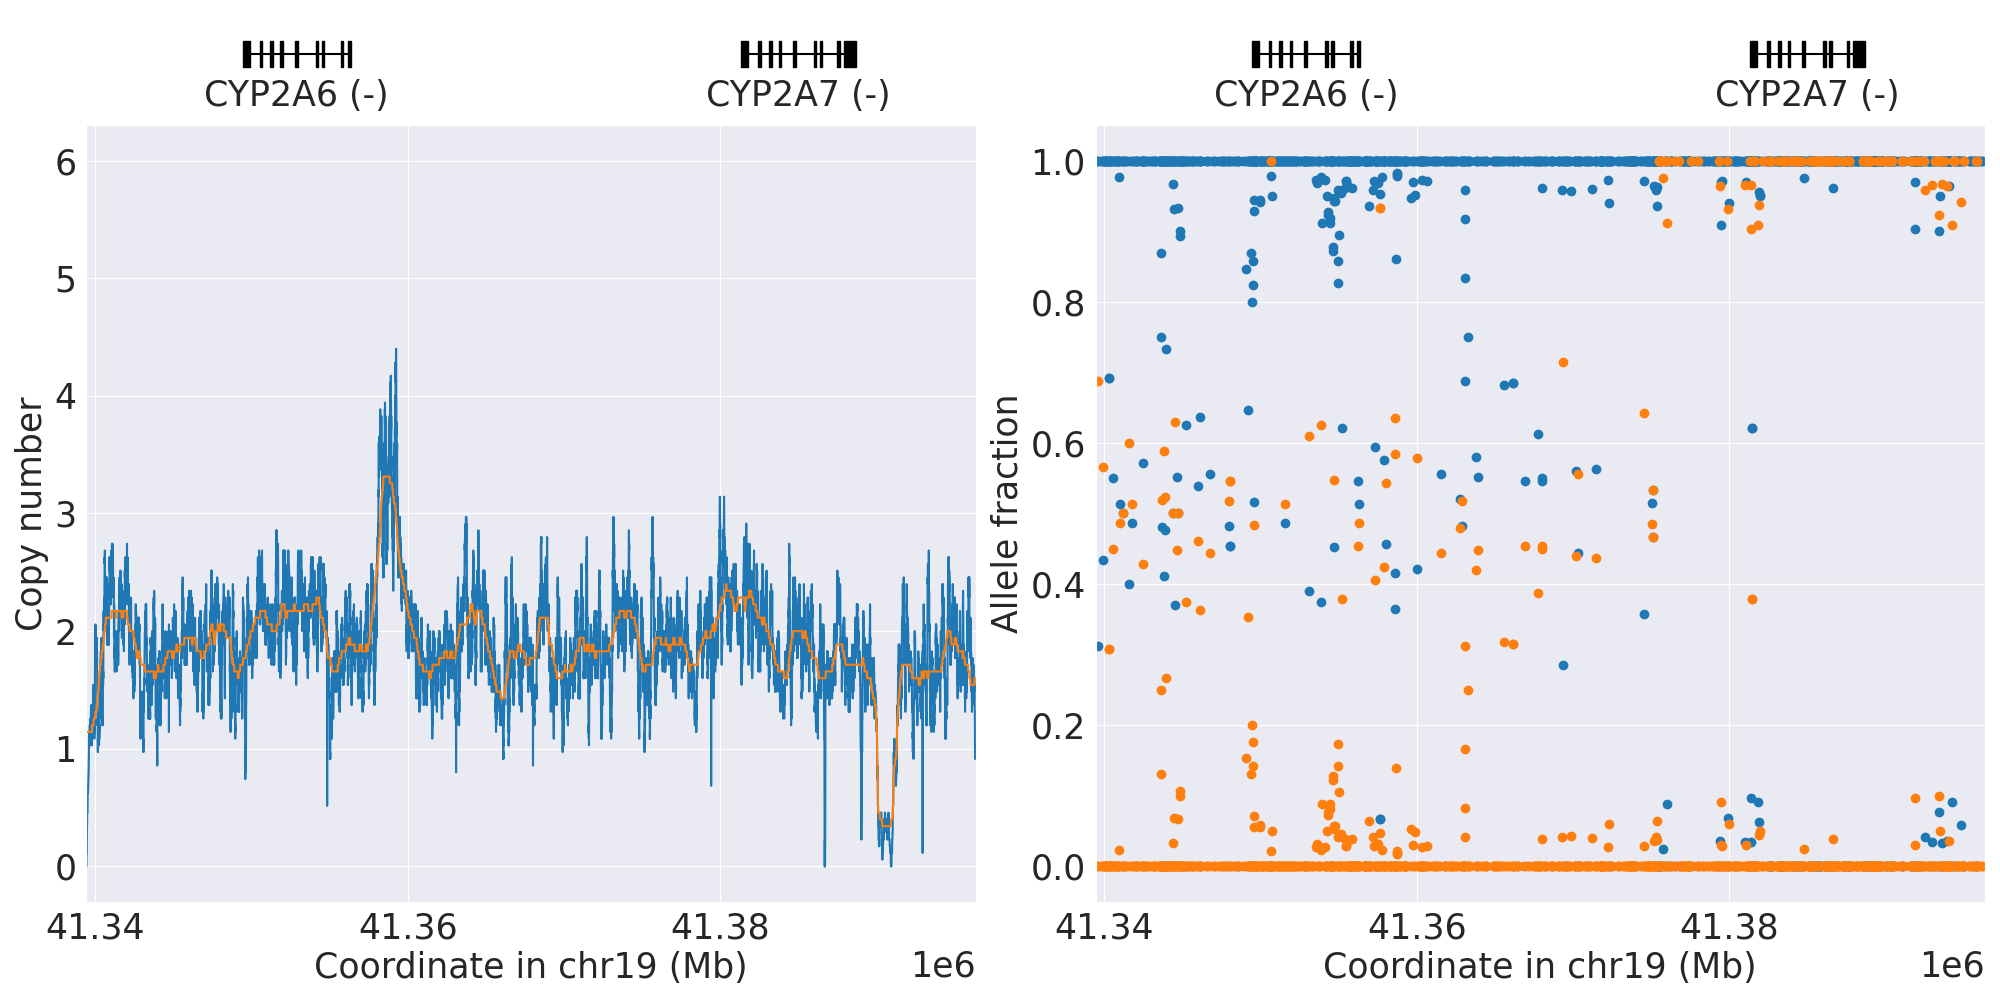 CYP2A6 (-)
CYP2A7 (-)
Copy number
6
5
4
3
2
1
0
41.34
41.36
41.38
Coordinate in chr19 (Mb)
1e6
CYP2A6 (-)
CYP2A7 (-)
Allele fraction
1.0
0.8
0.6
0.4
0.2
0.0
41.34
41.36
41.38
Coordinate in chr19 (Mb)
1e6